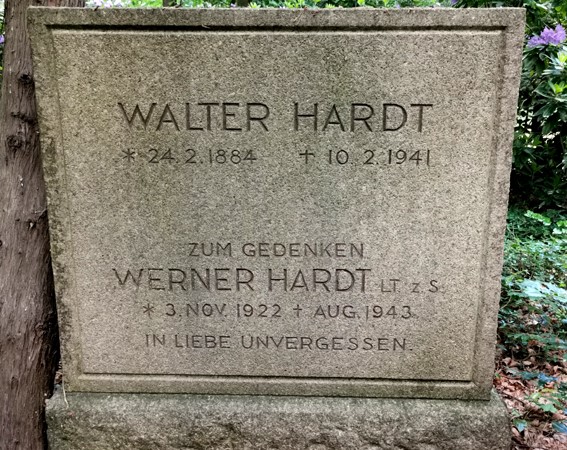 WALTER HARDT
* 24.2.1884 † 10.2.1941
ZUM GEDENKEN
WERNER HARDT LT. z. S.
* 3. NOV. 1922 † AUG. 1943
IN LIEBE UNVERGESSEN.